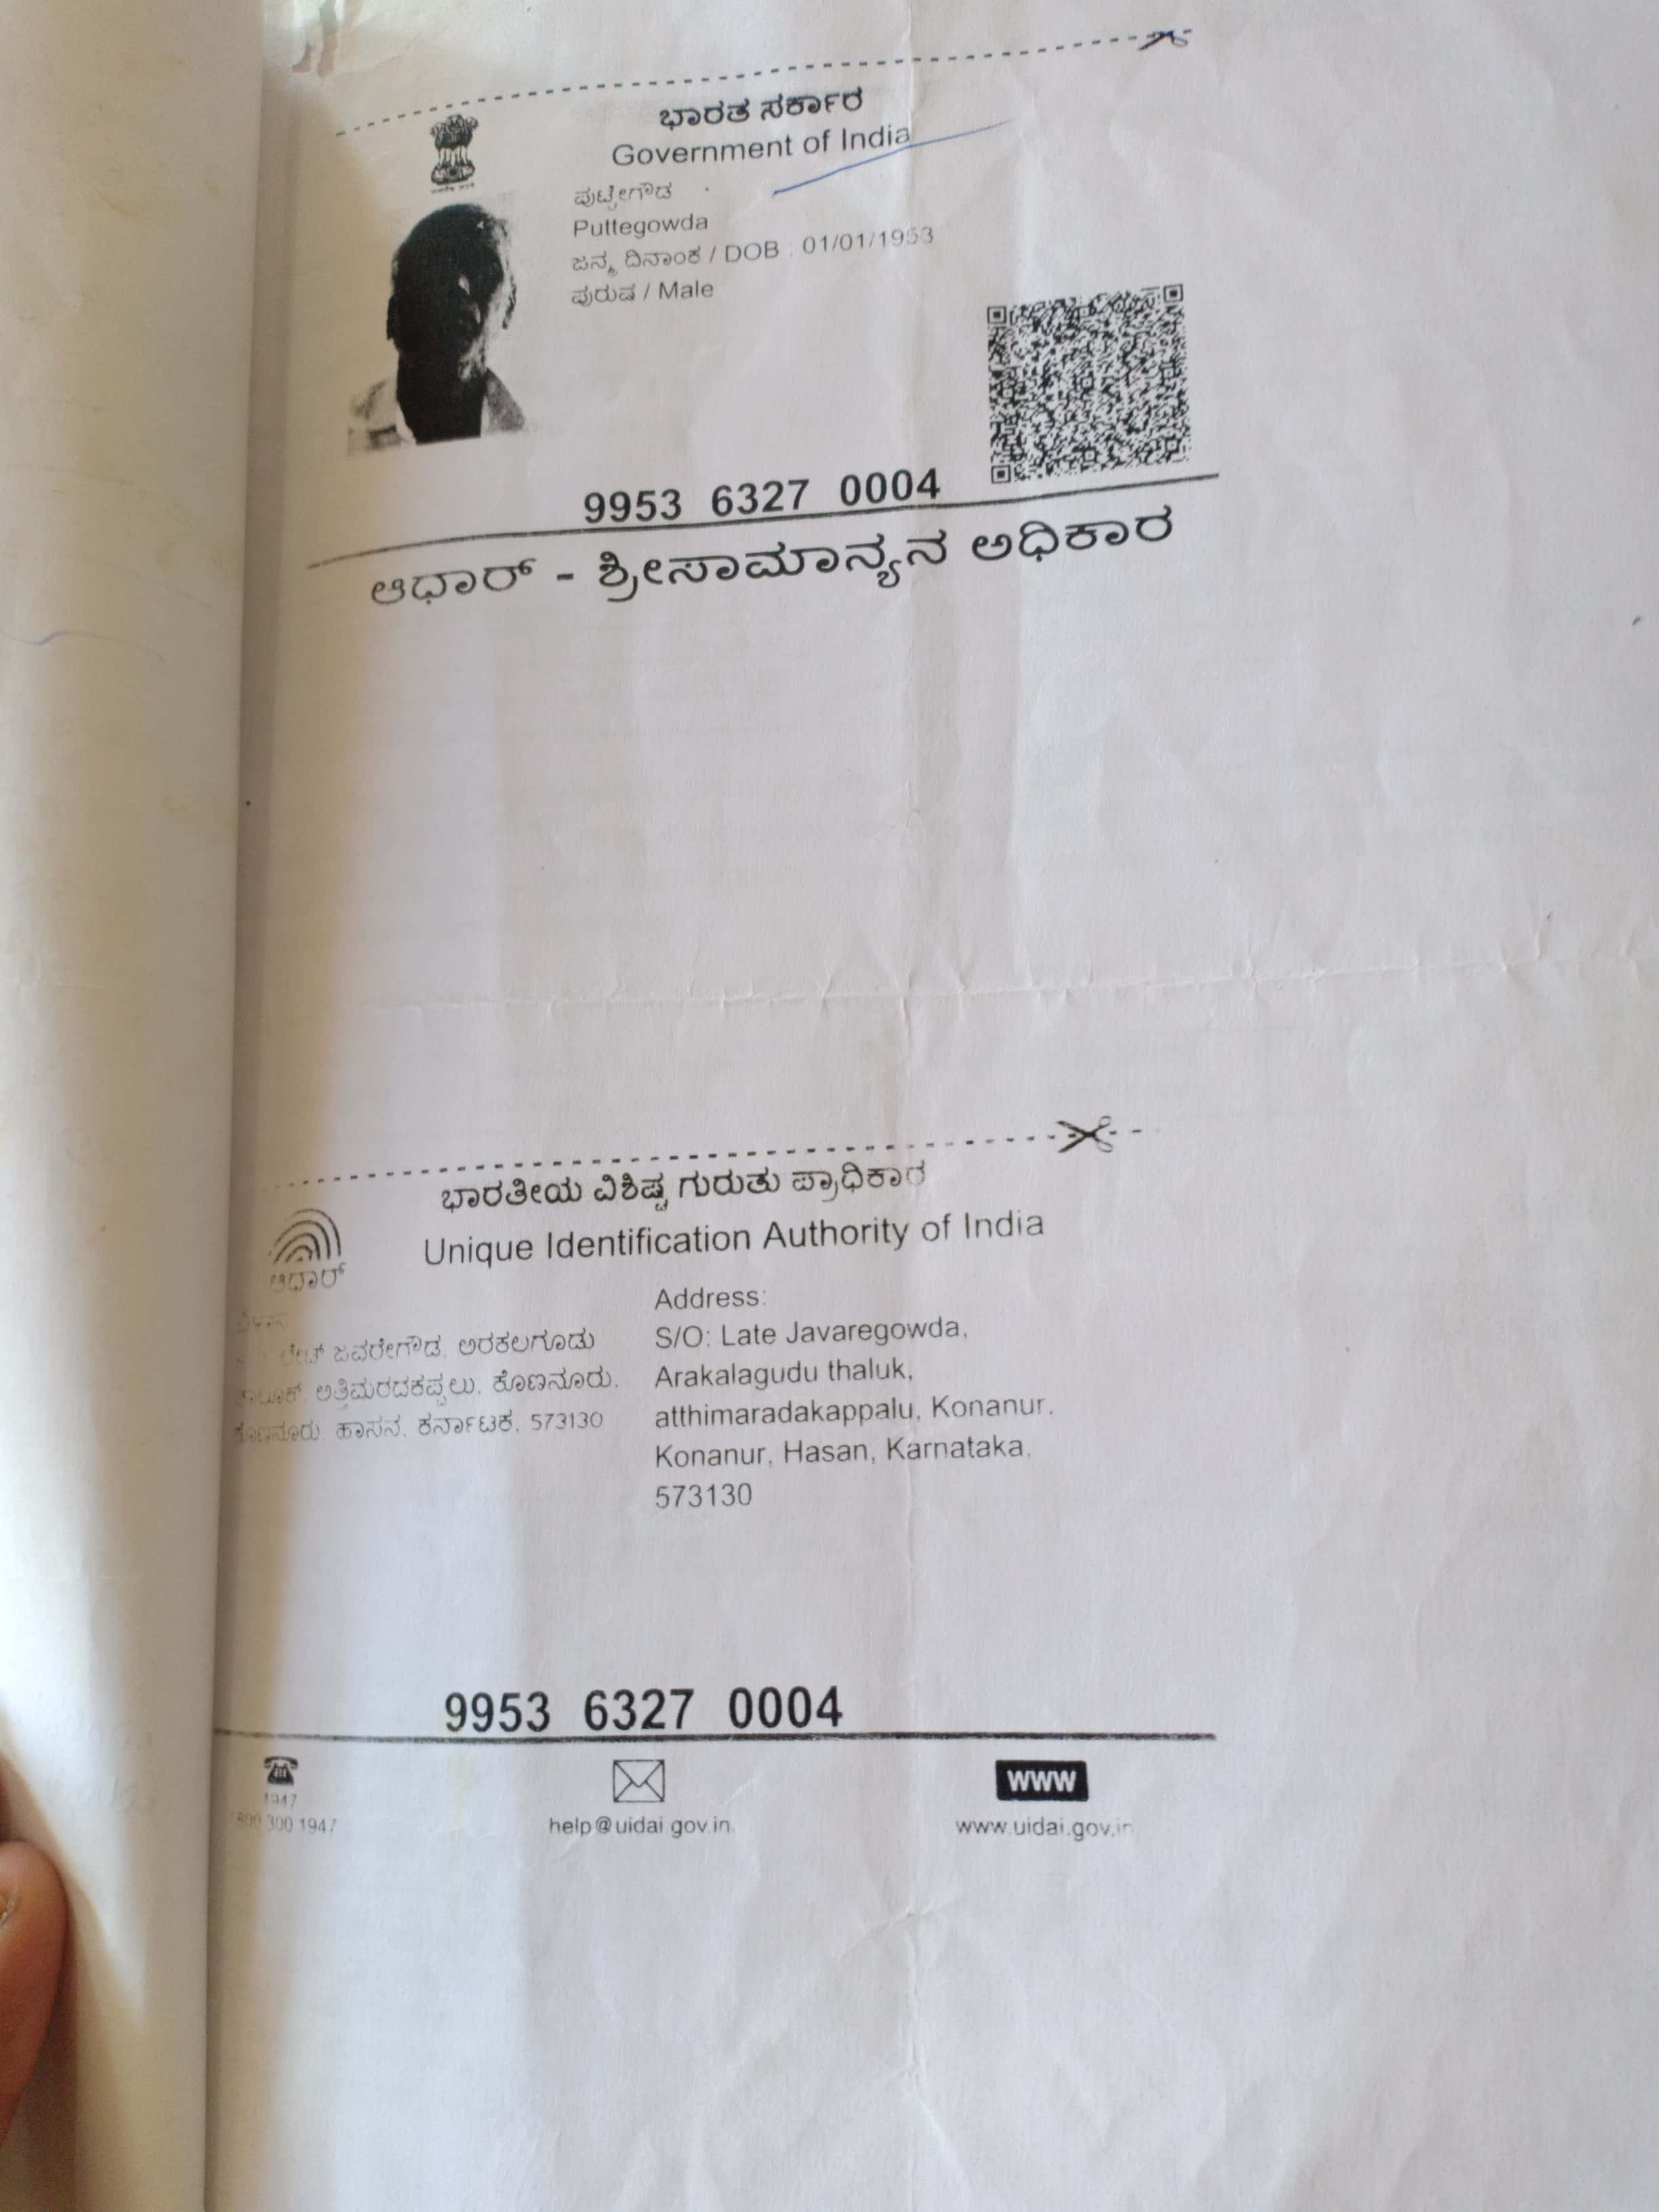 ಭಾರತ ಸರ್ಕಾರ
Government of India
ಪುಟ್ಟೇಗೌಡ
Puttegowda
ಜನ್ಮ ದಿನಾಂಕ / DOB : 01/01/1953
ಪುರುಷ / Male
9953 6327 0004
ಆಧಾರ್ - ಶ್ರೀಸಾಮಾನ್ಯನ ಅಧಿಕಾರ
ಭಾರತೀಯ ವಿಶಿಷ್ಟ ಗುರುತು ಪ್ರಾಧಿಕಾರ
Unique Identification Authority of India
ಆಧಾರ್
ಲೇಟ್ ಜವರೇಗೌಡ, ಅರಕಲಗೂಡು
ತಾಲೂಕ್, ಅತ್ತಿಮರದಕಪ್ಪಲು, ಕೊಣನೂರು,
ಕೊಣನೂರು, ಹಾಸನ, ಕರ್ನಾಟಕ, 573130
Address:
S/O: Late Javaregowda,
Arakalagudu thaluk,
atthimaradakappalu, Konanur,
Konanur, Hasan, Karnataka,
573130
9953 6327 0004
1947
300 1947
help@uidai.gov.in
WWW
www.uidai.gov.in